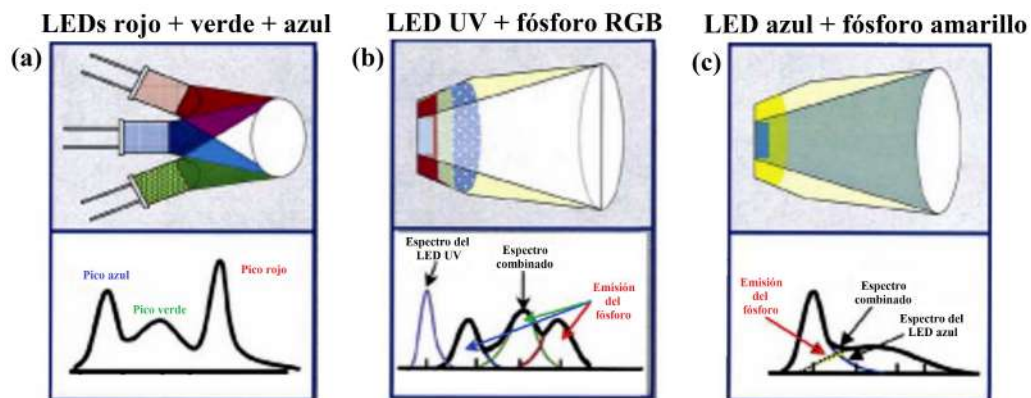 LEDs rojo + verde + azul
LED UV + fósforo RGB
LED azul + fósforo amarillo
(a)
(b)
(c)
Pico azul
Pico verde
Pico rojo
Espectro del
LED UV
Espectro
combinado
Emisión
del
fósforo
Emisión
del
fósforo
Espectro
combinado
Espectro del
LED azul